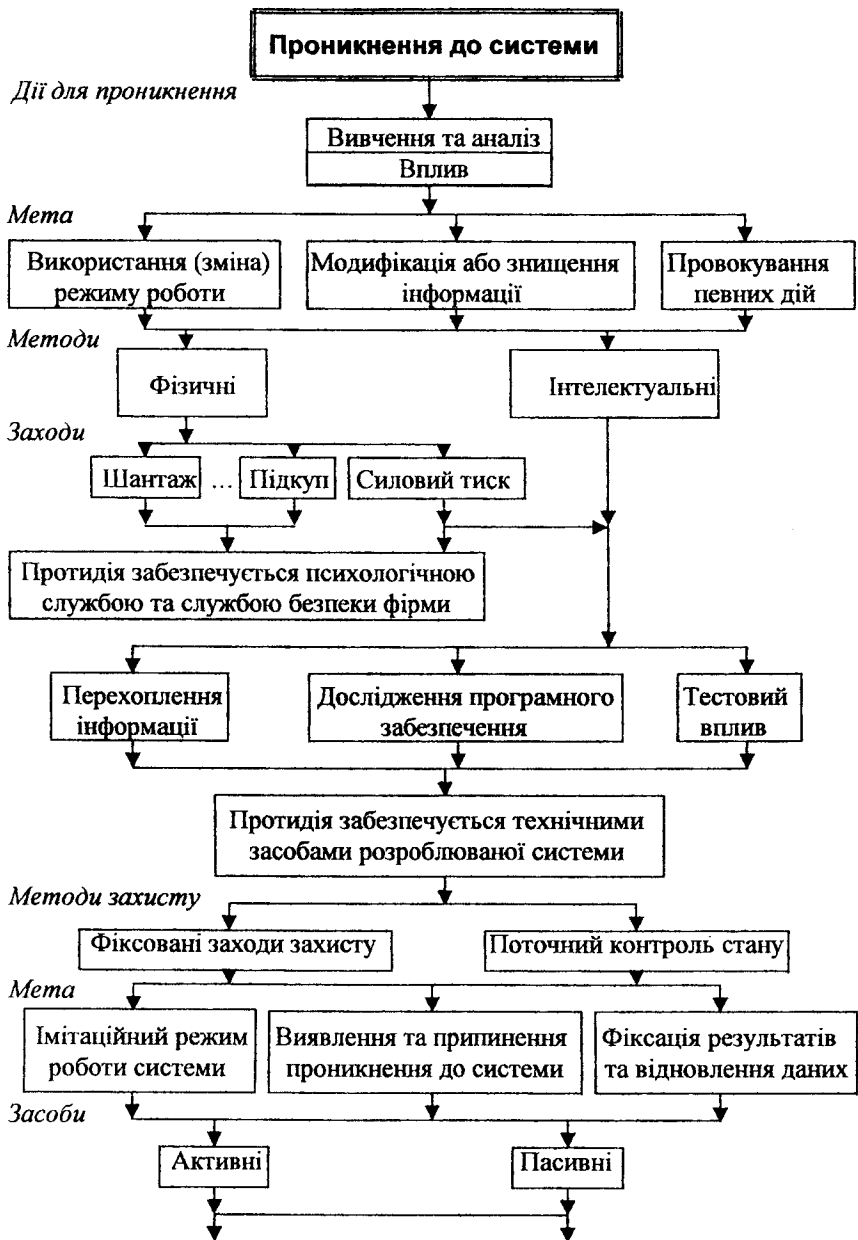 Проникнення до системи
Дії для проникнення
Вивчення та аналіз
Вплив
Мета
Використання (зміна)
режиму роботи
Модифікація або знищення
інформації
Провокування
певних дій
Методи
Фізичні
Інтелектуальні
Заходи
Шантаж ... Підкуп Силовий тиск
Протидія забезпечується психологічною
службою та службою безпеки фірми
Перехоплення
інформації
Дослідження програмного
забезпечення
Тестовий
вплив
Протидія забезпечується технічними
засобами розроблюваної системи
Методи захисту
Фіксовані заходи захисту
Поточний контроль стану
Мета
Імітаційний режим
роботи системи
Виявлення та припинення
проникнення до системи
Фіксація результатів
та відновлення даних
Засоби
Активні
Пасивні